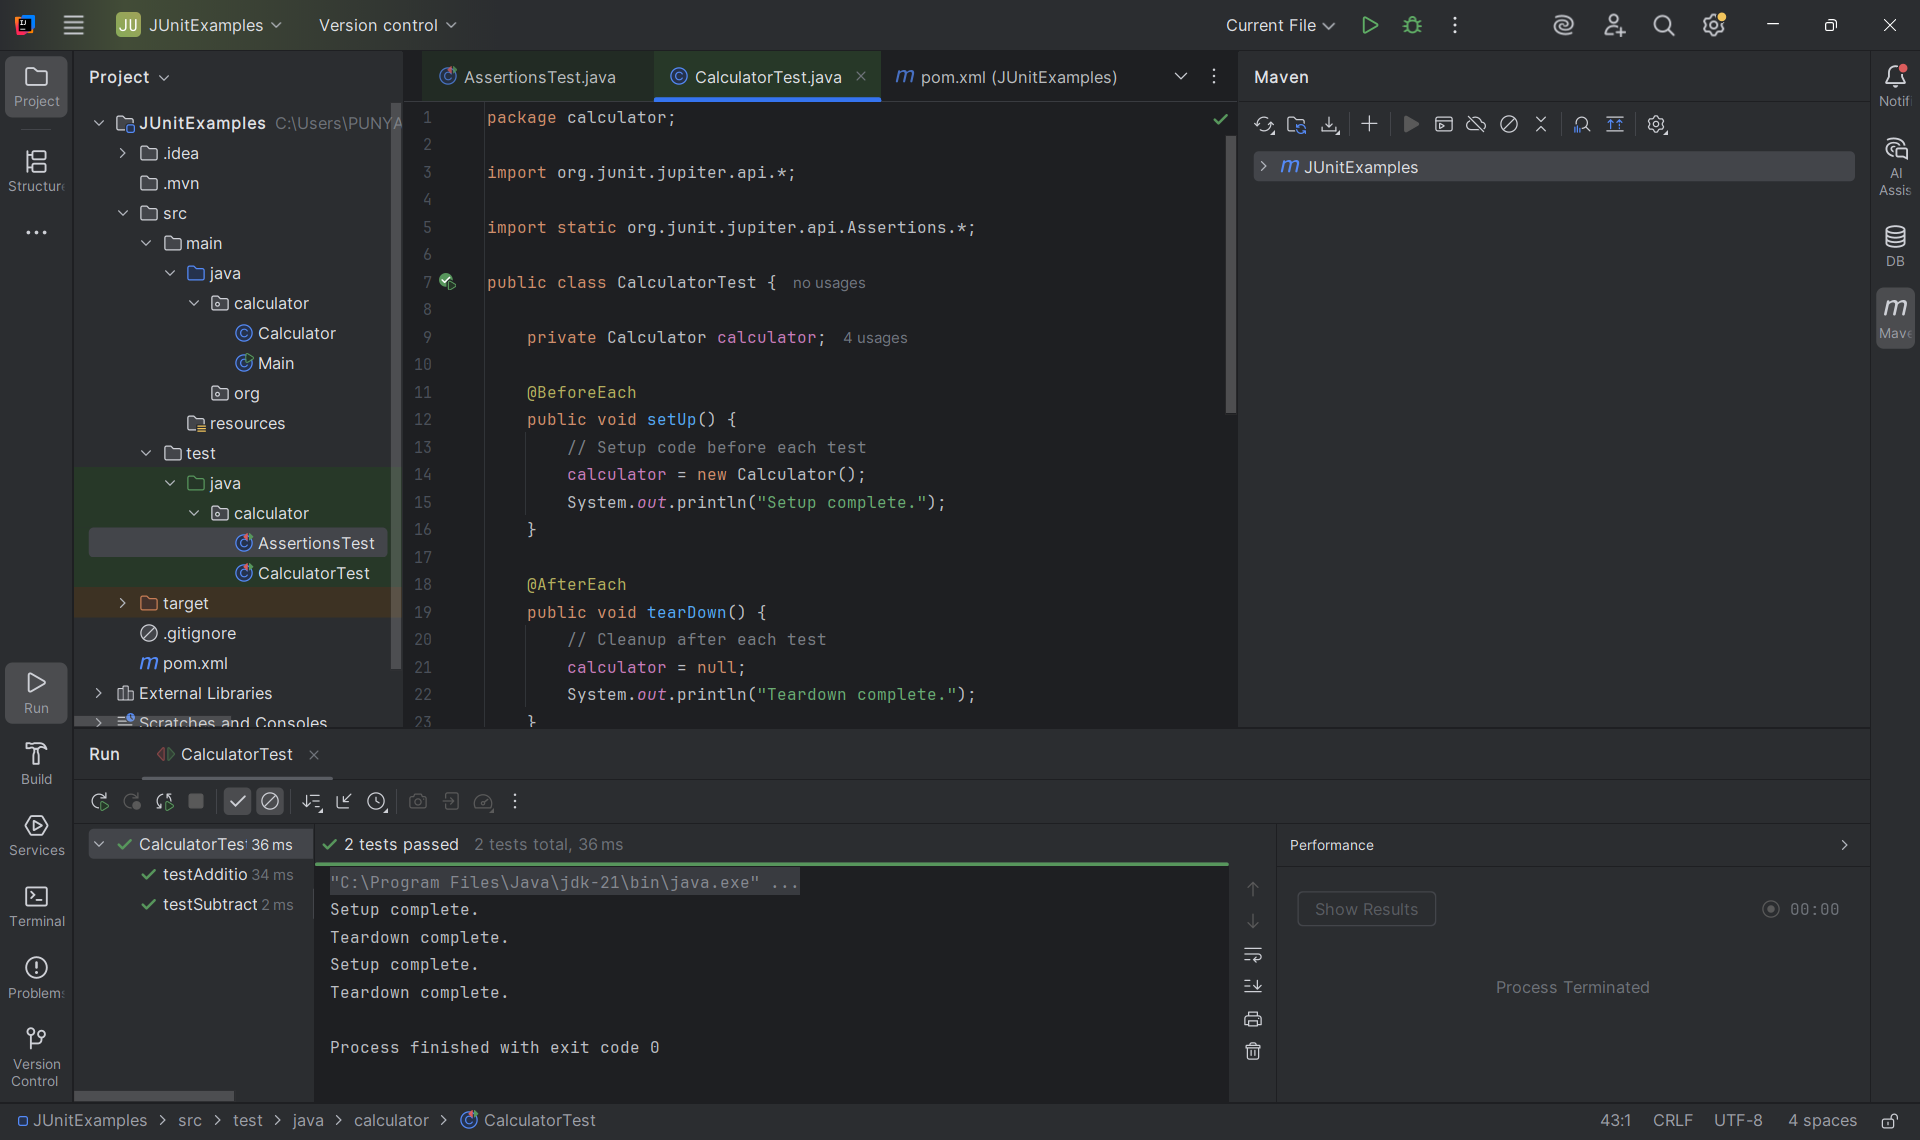 JU JUnitExamples Version control Current File
Project
AssertionsTest.java CalculatorTest.java pom.xml (JUnitExamples)
Maven
Project
Structure
JUnitExamples C:\Users\PUNYA
.idea
.mvn
src
main
java
calculator
Calculator
Main
org
resources
test
java
calculator
AssertionsTest
CalculatorTest
target
.gitignore
pom.xml
External Libraries
Scratches and Consoles
1 package calculator;
2
3 import org.junit.jupiter.api.*;
4
5 import static org.junit.jupiter.api.Assertions.*;
6
7 public class CalculatorTest { no usages
8
9 private Calculator calculator; 4 usages
10
11 @BeforeEach
12 public void setUp() {
13 // Setup code before each test
14 calculator = new Calculator();
15 System.out.println("Setup complete.");
16 }
17
18 @AfterEach
19 public void tearDown() {
20 // Cleanup after each test
21 calculator = null;
22 System.out.println("Teardown complete.");
23 }
m JUnitExamples
Notifi
AI
Assis
DB
m
Mave
Run
Build
Services
Terminal
Problems
Version
Control
Run CalculatorTest
CalculatorTest 36 ms
testAdditio 34 ms
testSubtract 2 ms
2 tests passed 2 tests total, 36 ms
"C:\Program Files\Java\jdk-21\bin\java.exe" ...
Setup complete.
Teardown complete.
Setup complete.
Teardown complete.
Process finished with exit code 0
Performance
Show Results 00:00
Process Terminated
JUnitExamples > src > test > java > calculator > CalculatorTest
43:1 CRLF UTF-8 4 spaces